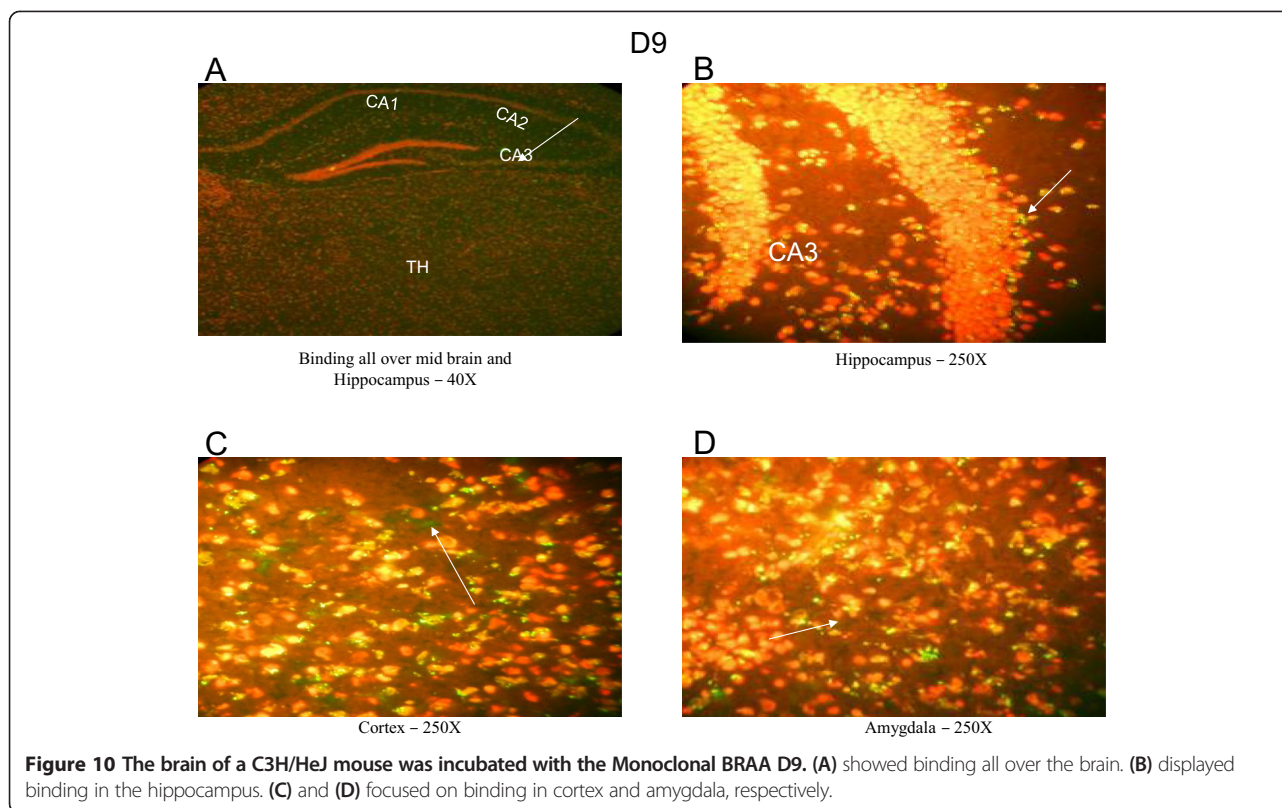 D9
A
CA1
CA2
CA3
TH
Binding all over mid brain and
Hippocampus – 40X
B
CA3
Hippocampus – 250X
C
Cortex – 250X
D
Amygdala – 250X
Figure 10 The brain of a C3H/HeJ mouse was incubated with the Monoclonal BRAA D9. (A) showed binding all over the brain. (B) displayed
binding in the hippocampus. (C) and (D) focused on binding in cortex and amygdala, respectively.